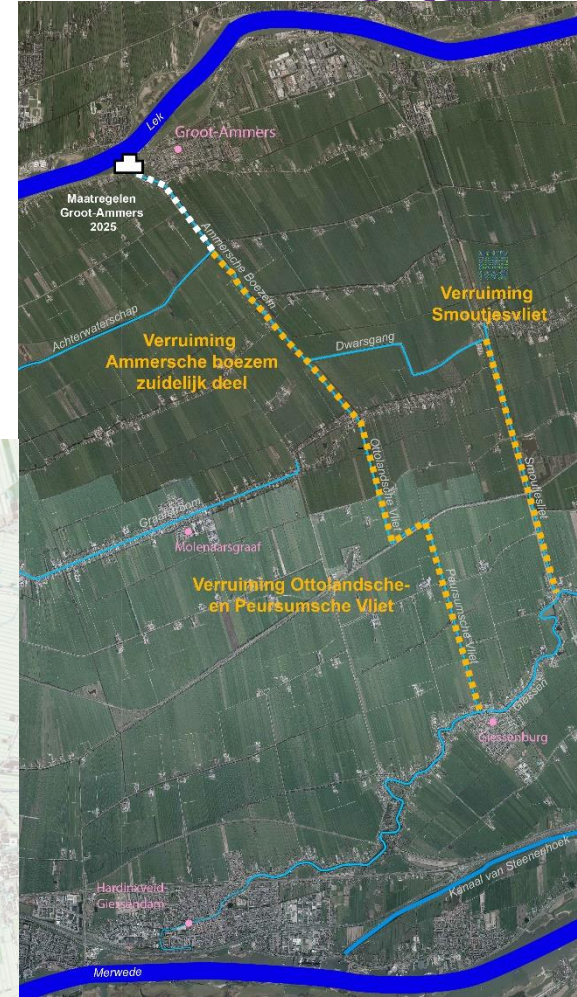 Lek
Groot-Ammers
Maatregelen
Groot-Ammers
2025
Ammersche Boezem
Achterwaterschap
Verruiming
Smoutjesvliet
Verruiming
Ammersche boezem
zuidelijk deel
Dwarsgang
Ottolandsche Vliet
Smoutjesvliet
Graafstroom
Molenaarsgraaf
Verruiming Ottolandsche-
en Peursumsche Vliet
Peursumsche Vliet
Giessen
Giessenburg
Hardinxveld-
Giessendam
Kanaal van Steenenhoek
Merwede